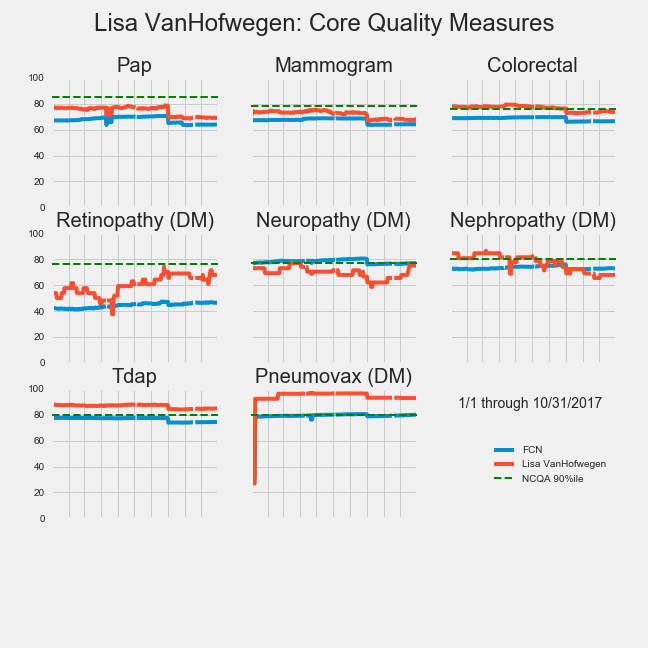 Lisa VanHofwegen: Core Quality Measures
Pap
Mammogram
Colorectal
100
80
60
40
20
0
Retinopathy (DM)
Neuropathy (DM)
Nephropathy (DM)
100
80
60
40
20
0
Tdap
Pneumovax (DM)
100
80
60
40
20
0
1/1 through 10/31/2017
FCN
Lisa VanHofwegen
NCQA 90%ile